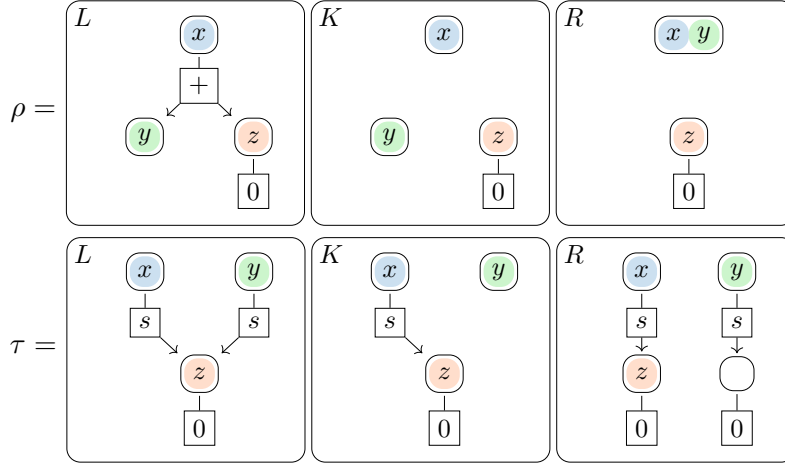 L K R
x x x y
+
ρ =
y z y z z
0 0 0
L K R
x y x y x y
s s s s s
τ =
z z z
0 0 0 0